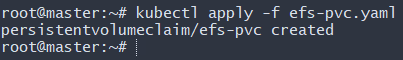 root@master:~# kubectl apply -f efs-pvc.yaml
persistentvolumeclaim/efs-pvc created
root@master:~#